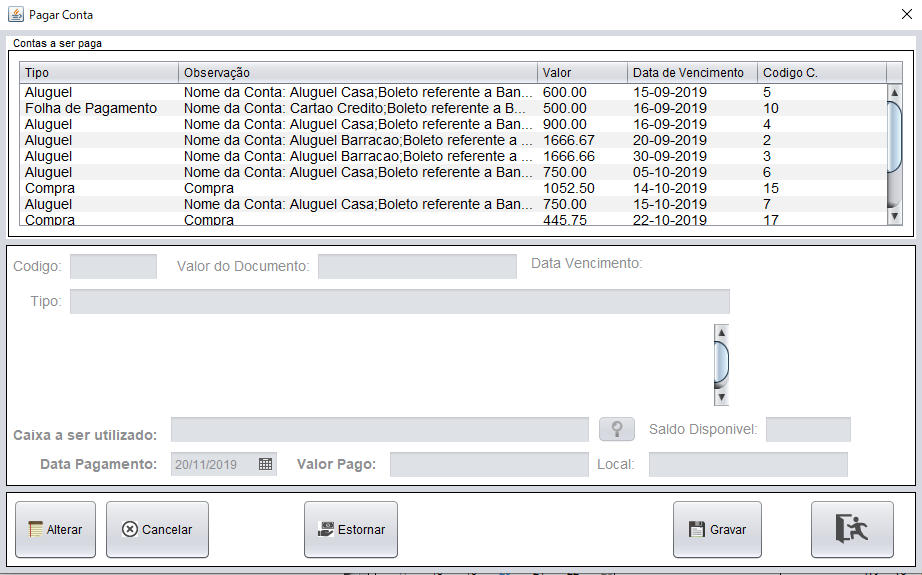 Pagar Conta
Contas a ser paga
Tipo Observação Valor Data de Vencimento Codigo C.
Aluguel Nome da Conta: Aluguel Casa;Boleto referente a Ban... 600.00 15-09-2019 5
Folha de Pagamento Nome da Conta: Cartao Credito;Boleto referente a B... 500.00 16-09-2019 10
Aluguel Nome da Conta: Aluguel Casa;Boleto referente a Ban... 900.00 16-09-2019 4
Aluguel Nome da Conta: Aluguel Barracao;Boleto referente a ... 1666.67 20-09-2019 2
Aluguel Nome da Conta: Aluguel Barracao;Boleto referente a ... 1666.66 30-09-2019 3
Aluguel Nome da Conta: Aluguel Casa;Boleto referente a Ban... 750.00 05-10-2019 6
Compra Compra 1052.50 14-10-2019 15
Aluguel Nome da Conta: Aluguel Casa;Boleto referente a Ban... 750.00 15-10-2019 7
Compra Compra 445.75 22-10-2019 17
Codigo: Valor do Documento: Data Vencimento:
Tipo:
Caixa a ser utilizado: Saldo Disponivel:
Data Pagamento: 20/11/2019 Valor Pago: Local:
Alterar Cancelar Estornar Gravar